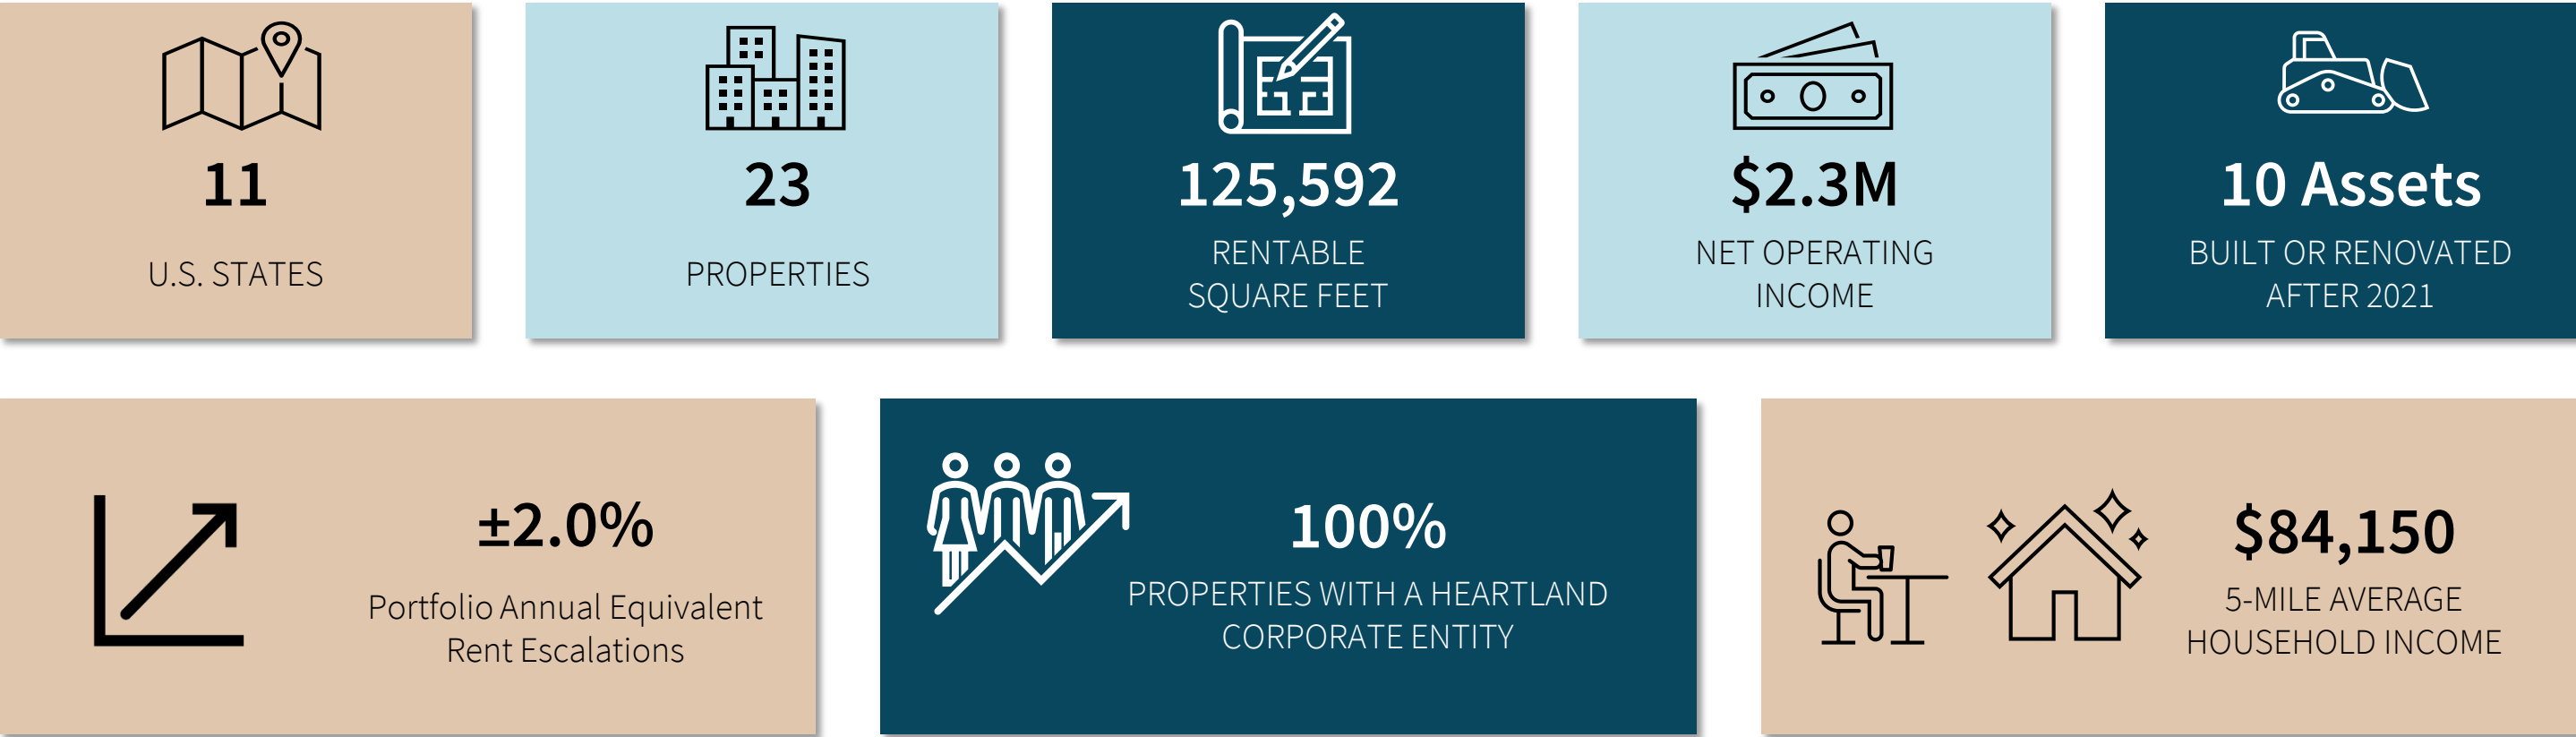 11
U.S. STATES
23
PROPERTIES
125,592
RENTABLE
SQUARE FEET
$2.3M
NET OPERATING
INCOME
10 Assets
BUILT OR RENOVATED
AFTER 2021
±2.0%
Portfolio Annual Equivalent
Rent Escalations
100%
PROPERTIES WITH A HEARTLAND
CORPORATE ENTITY
$84,150
5-MILE AVERAGE
HOUSEHOLD INCOME